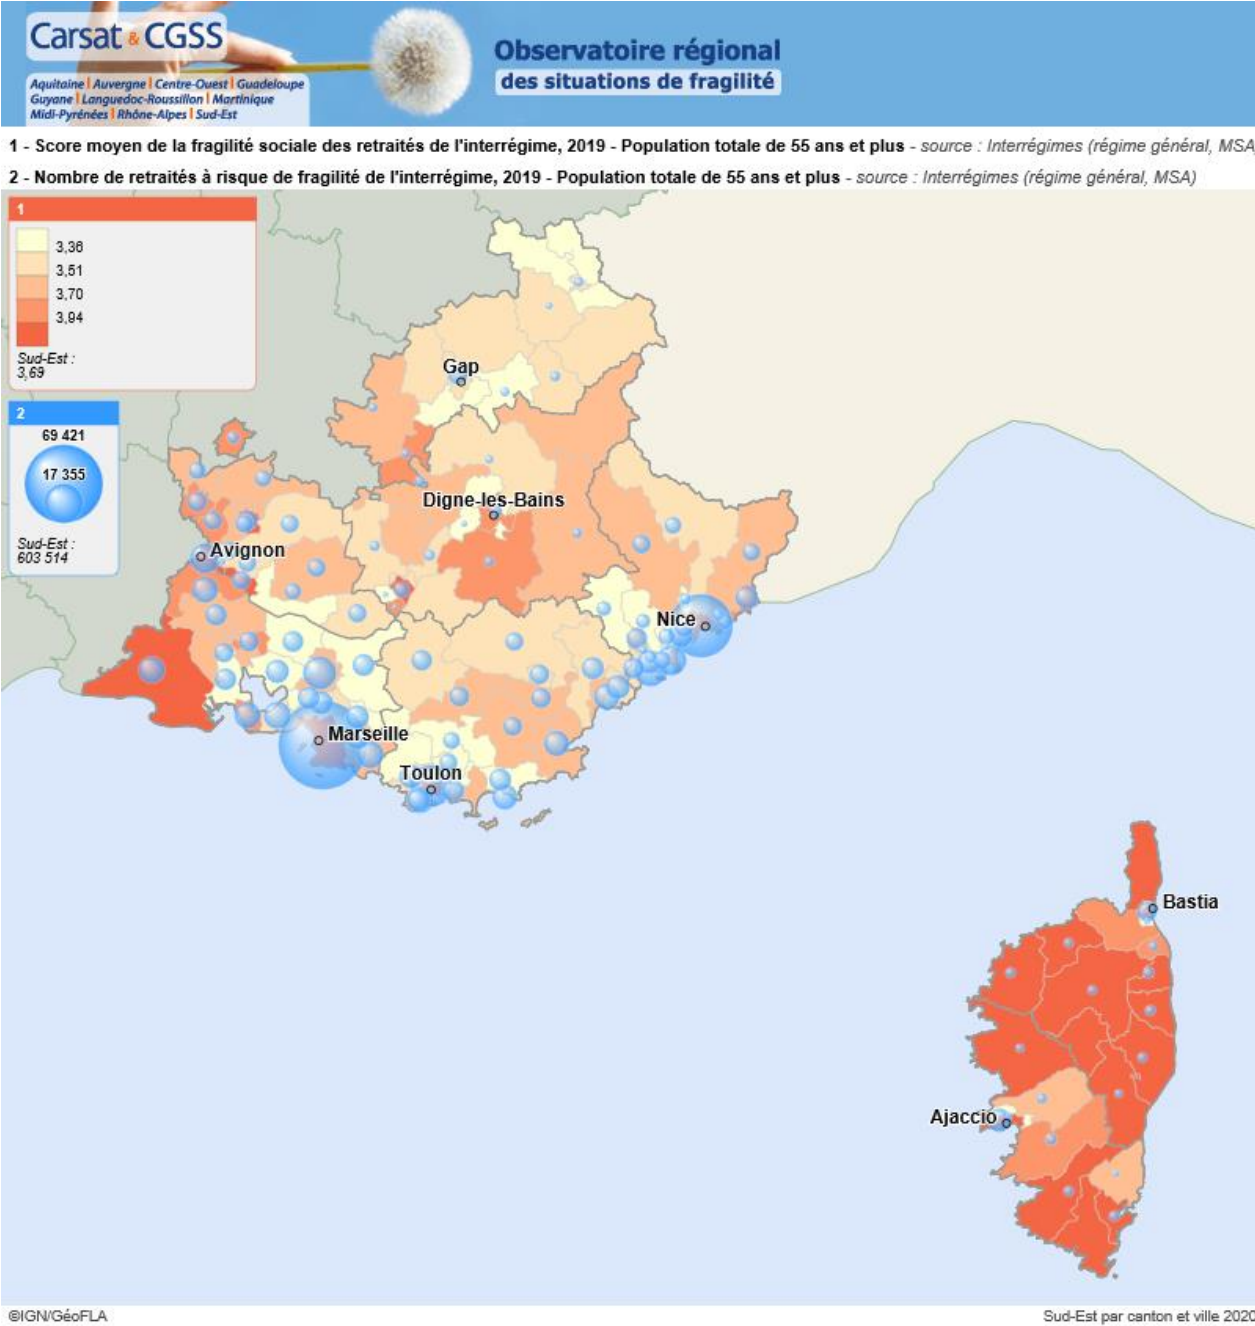 Carsat & CGSS
Aquitaine | Auvergne | Centre-Ouest | Guadeloupe
Guyane | Languedoc-Roussillon | Martinique
Midi-Pyrénées | Rhône-Alpes | Sud-Est
Observatoire régional
des situations de fragilité
1 - Score moyen de la fragilité sociale des retraités de l'interrégime, 2019 - Population totale de 55 ans et plus - source : Interrégimes (régime général, MSA
2 - Nombre de retraités à risque de fragilité de l'interrégime, 2019 - Population totale de 55 ans et plus - source : Interrégimes (régime général, MSA)
1
3,36
3,51
3,70
3,94
Sud-Est :
3,69
2
69 421
17 355
Sud-Est :
603 514
Gap
Digne-les-Bains
Avignon
Nice
Marseille
Toulon
Bastia
Ajaccio
©IGN/GéoFLA
Sud-Est par canton et ville 2020